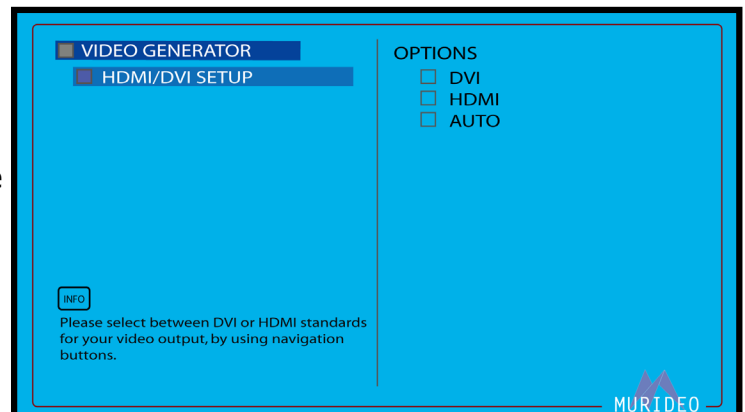 VIDEO GENERATOR
HDMI/DVI SETUP
INFO
Please select between DVI or HDMI standards
for your video output, by using navigation
buttons.
OPTIONS
DVI
HDMI
AUTO
MURIDEO